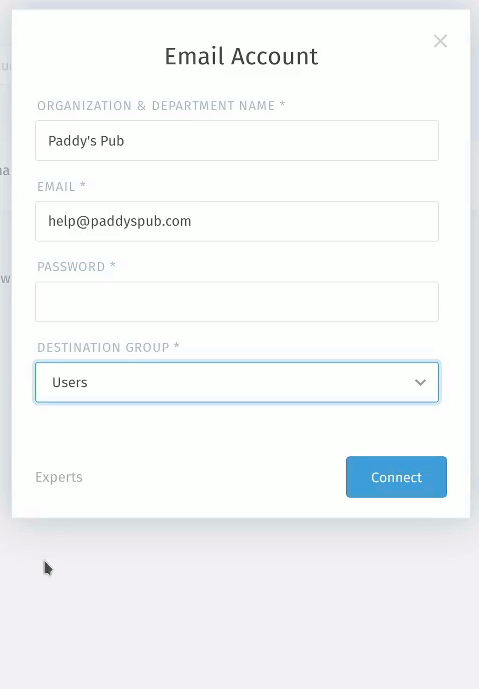 Email Account
ORGANIZATION & DEPARTMENT NAME *
Paddy's Pub
EMAIL *
help@paddyspub.com
PASSWORD *
DESTINATION GROUP *
Users
Experts
Connect